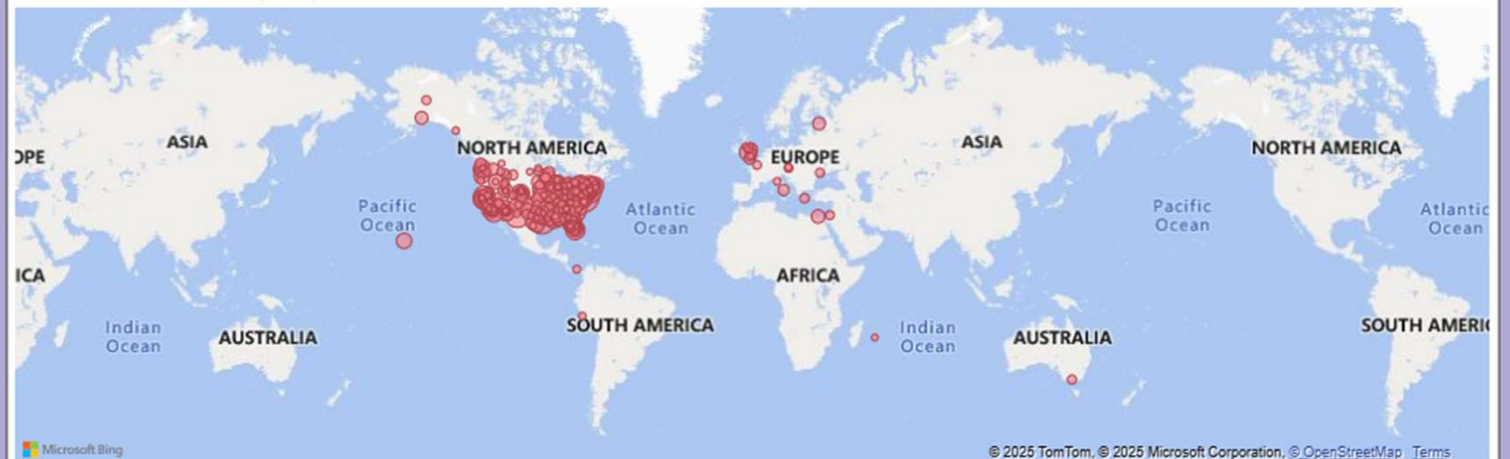 ASIA
NORTH AMERICA
OPE
EUROPE
ASIA
NORTH AMERICA
Pacific
Ocean
Atlantic
Ocean
Pacific
Ocean
Atlantic
Ocean
ICA
AFRICA
Indian
Ocean
AUSTRALIA
SOUTH AMERICA
Indian
Ocean
AUSTRALIA
SOUTH AMERI
Microsoft Bing
© 2025 TomTom, © 2025 Microsoft Corporation, © OpenStreetMap Terms